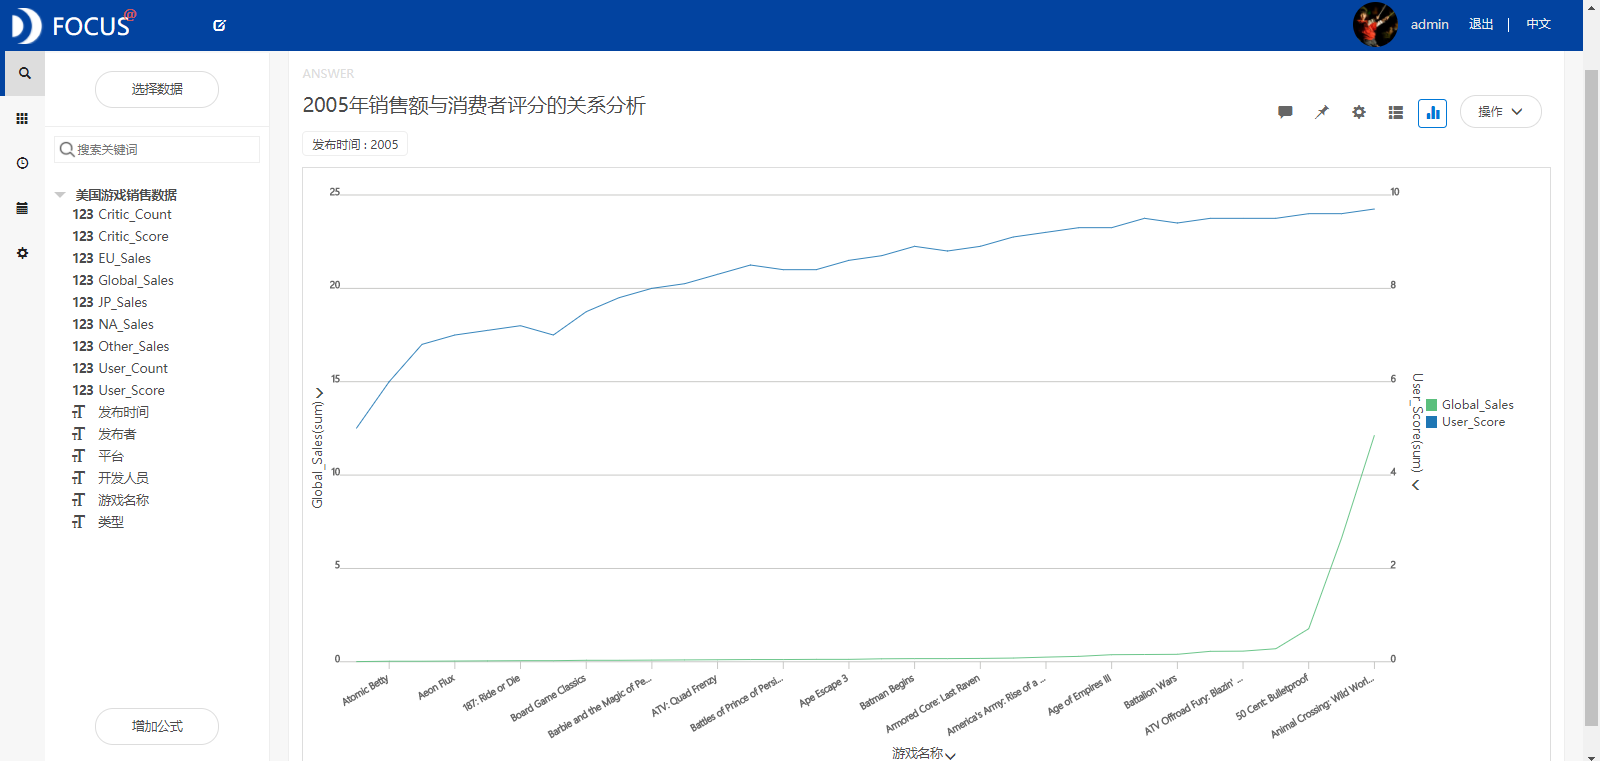 FOCUS@
admin 退出 | 中文
选择数据
搜索关键词
美国游戏销售数据
123 Critic_Count
123 Critic_Score
123 EU_Sales
123 Global_Sales
123 JP_Sales
123 NA_Sales
123 Other_Sales
123 User_Count
123 User_Score
发布时间
发布者
平台
开发人员
游戏名称
类型
增加公式
ANSWER
2005年销售额与消费者评分的关系分析
操作
发布时间 : 2005
25
20
15
10
5
0
Global_Sales(sum)
10
8
6
4
2
0
User_Score(sum)
Global_Sales
User_Score
Atomic Betty
Aeon Flux
187: Ride or Die
Board Game Classics
Barbie and the Magic of Pe...
ATV: Quad Frenzy
Battles of Prince of Persi...
Ape Escape 3
Batman Begins
Armored Core: Last Raven
America's Army: Rise of a ...
Age of Empires III
Battalion Wars
ATV Offroad Fury: Blazin' ...
50 Cent: Bulletproof
Animal Crossing: Wild Worl...
游戏名称